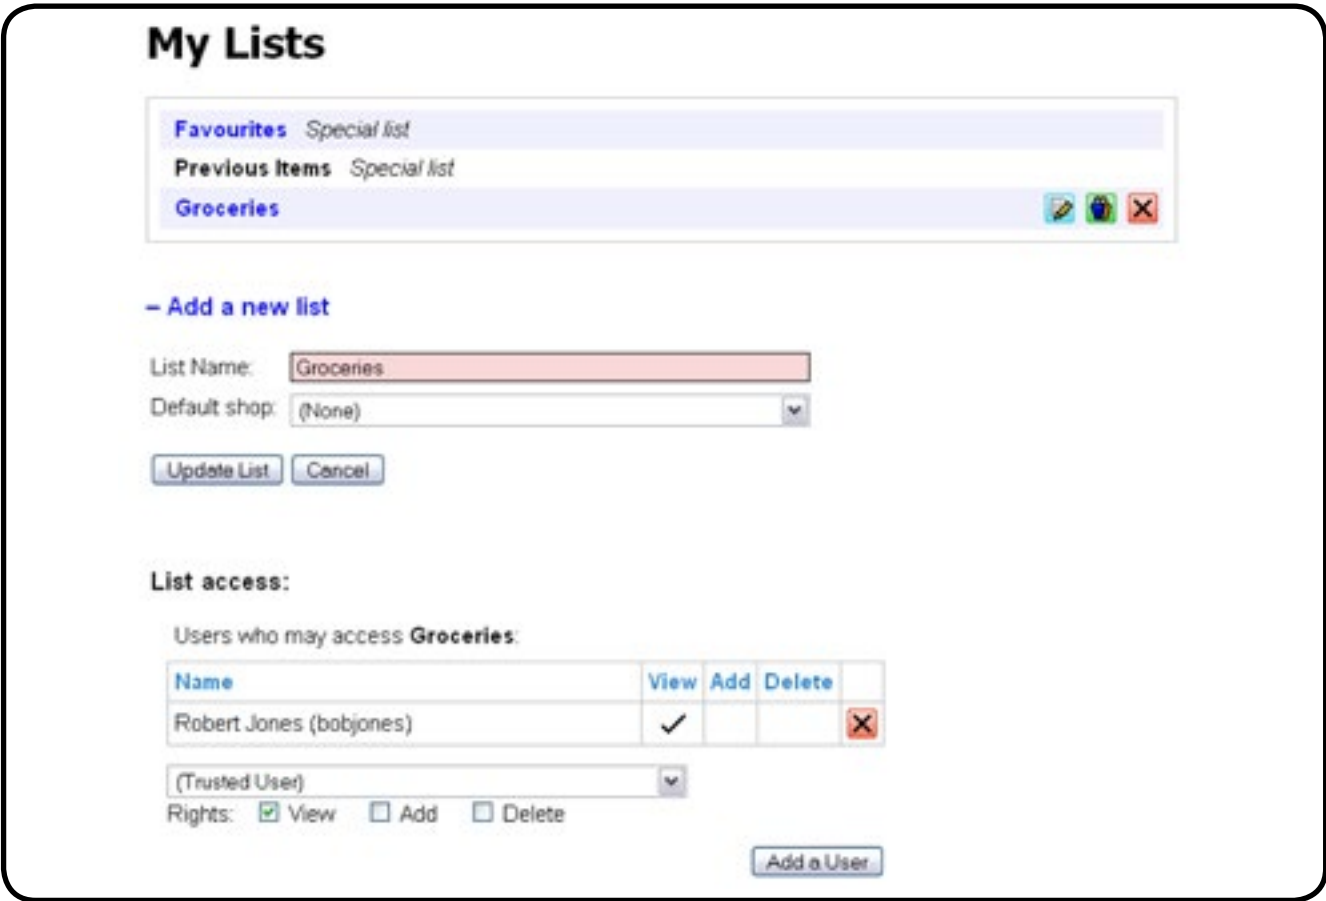 My Lists
Favourites Special list
Previous Items Special list
Groceries
– Add a new list
List Name: Groceries
Default shop: (None)
Update List Cancel
List access:
Users who may access Groceries:
Name View Add Delete
Robert Jones (bobjones)
(Trusted User)
Rights: View Add Delete
Add a User